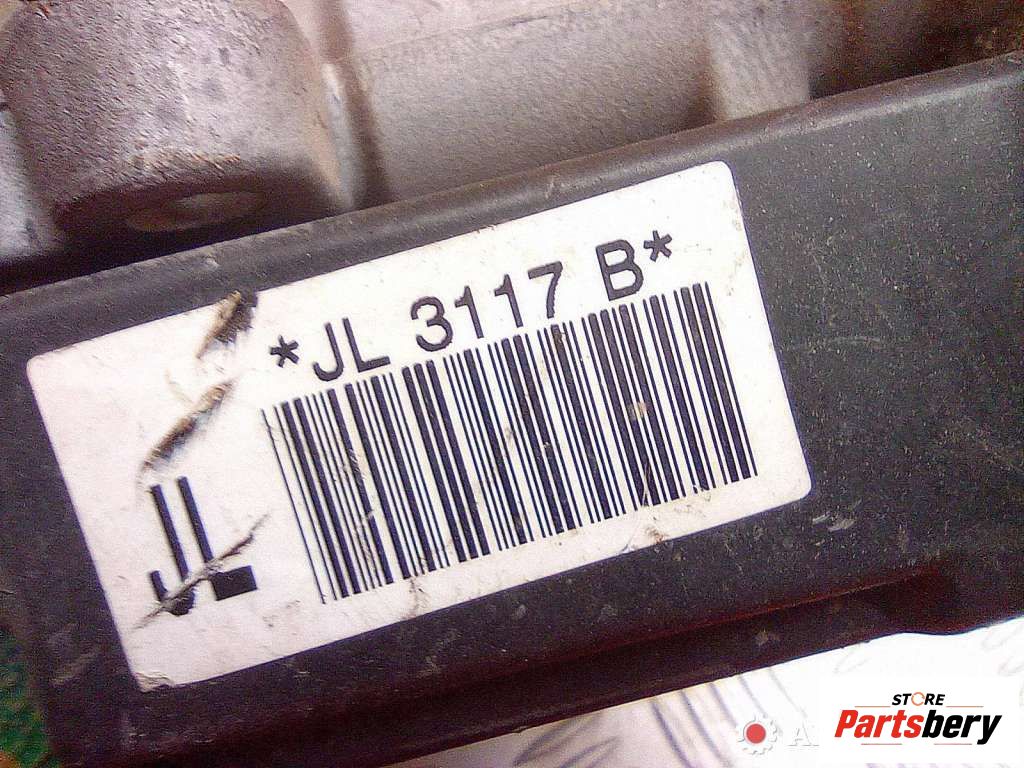 *JL 3117 B*
JL
STORE
Partsbery